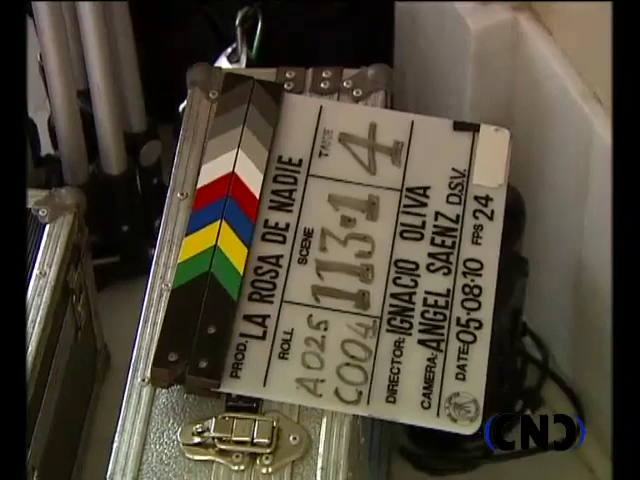 PROD. LA ROSA DE NADIE
SCENE 113·1 TAKE 4
ROLL A025 C004
DIRECTOR: IGNACIO OLIVA
CAMERA: ANGEL SAENZ D.S.V.
DATE: 05·08·10 FPS 24
(CNC)